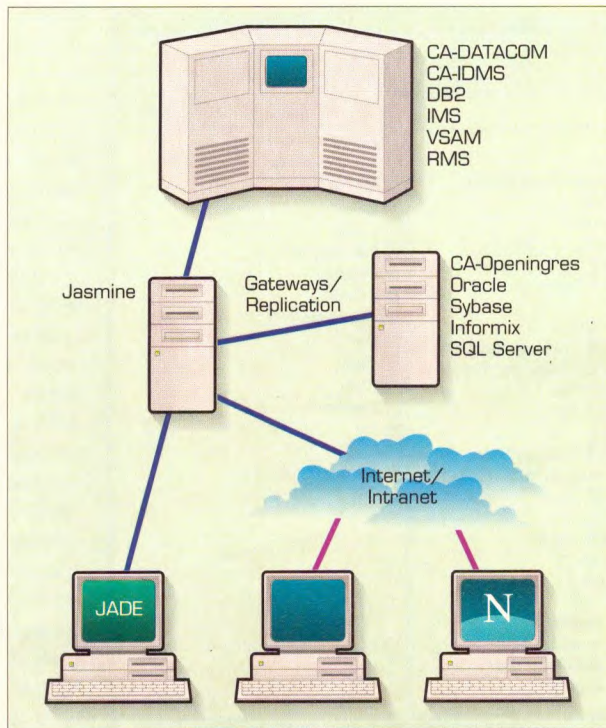 CA-DATACOM
CA-IDMS
DB2
IMS
VSAM
RMS
Jasmine
Gateways/
Replication
CA-Openingres
Oracle
Sybase
Informix
SQL Server
Internet/
Intranet
JADE
N